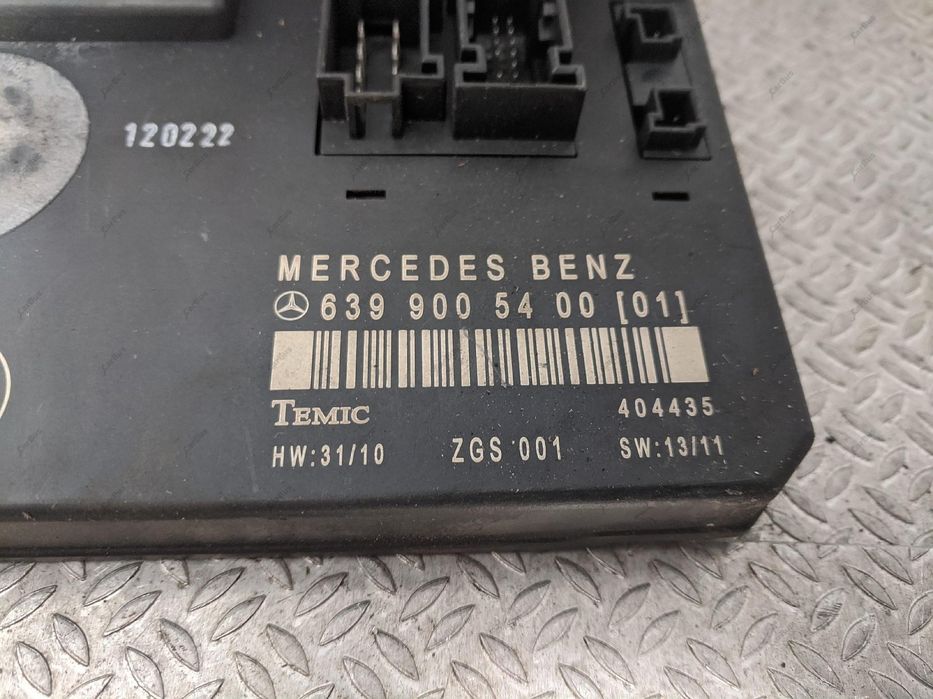 120222
MERCEDES BENZ
639 900 54 00 [01]
TEMIC 404435
HW:31/10 ZGS 001 SW:13/11